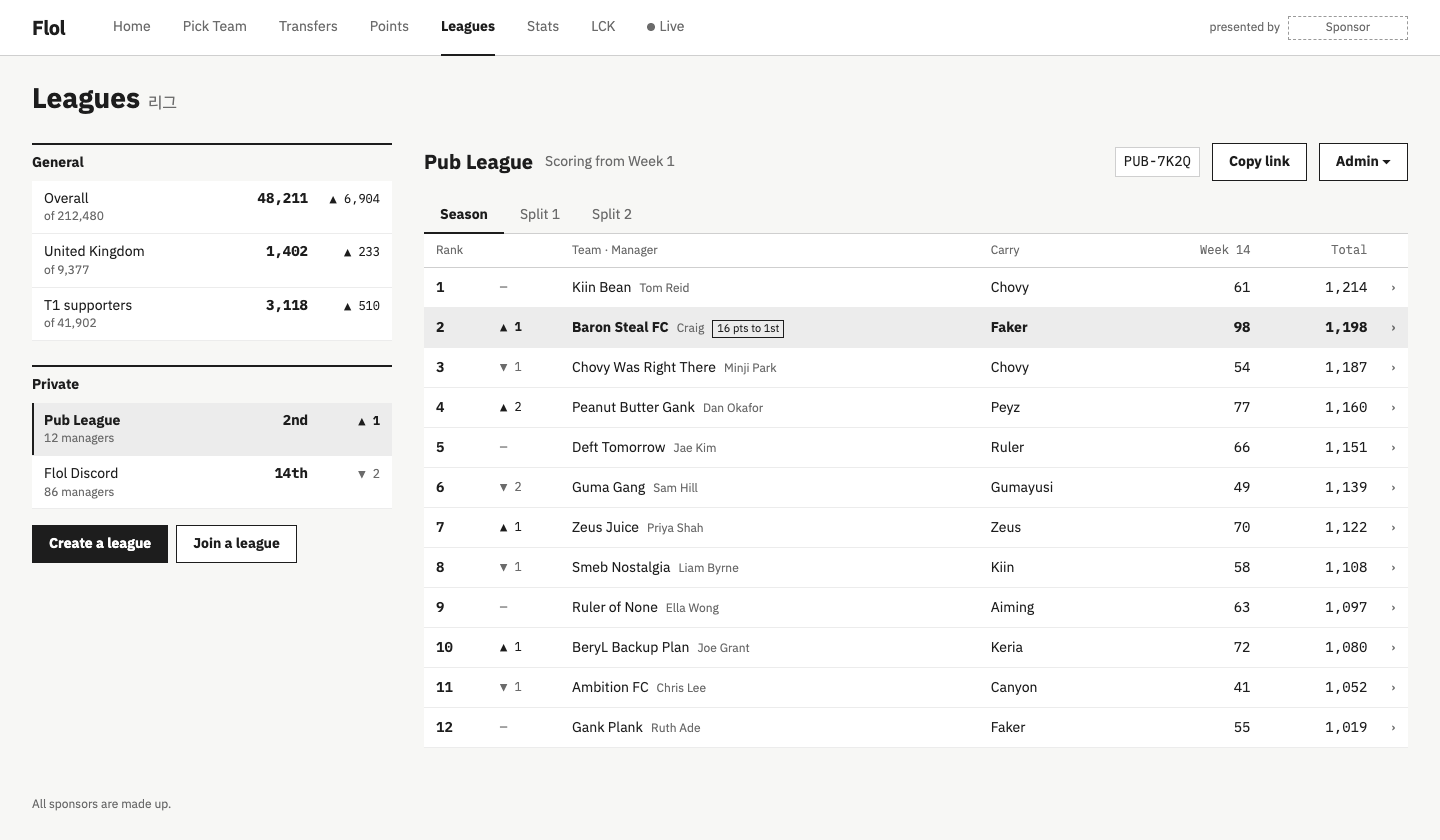 Flol Home Pick Team Transfers Points Leagues Stats LCK Live presented by Sponsor
Leagues 리그
General
Overall 48,211 ▲ 6,904
of 212,480
United Kingdom 1,402 ▲ 233
of 9,377
T1 supporters 3,118 ▲ 510
of 41,902
Private
Pub League 2nd ▲ 1
12 managers
Flol Discord 14th ▼ 2
86 managers
Create a league Join a league
Pub League Scoring from Week 1 PUB-7K2Q Copy link Admin
Season Split 1 Split 2
Rank Team · Manager Carry Week 14 Total
1 – Kiin Bean Tom Reid Chovy 61 1,214 ›
2 ▲ 1 Baron Steal FC Craig 16 pts to 1st Faker 98 1,198 ›
3 ▼ 1 Chovy Was Right There Minji Park Chovy 54 1,187 ›
4 ▲ 2 Peanut Butter Gank Dan Okafor Peyz 77 1,160 ›
5 – Deft Tomorrow Jae Kim Ruler 66 1,151 ›
6 ▼ 2 Guma Gang Sam Hill Gumayusi 49 1,139 ›
7 ▲ 1 Zeus Juice Priya Shah Zeus 70 1,122 ›
8 ▼ 1 Smeb Nostalgia Liam Byrne Kiin 58 1,108 ›
9 – Ruler of None Ella Wong Aiming 63 1,097 ›
10 ▲ 1 BeryL Backup Plan Joe Grant Keria 72 1,080 ›
11 ▼ 1 Ambition FC Chris Lee Canyon 41 1,052 ›
12 – Gank Plank Ruth Ade Faker 55 1,019 ›
All sponsors are made up.